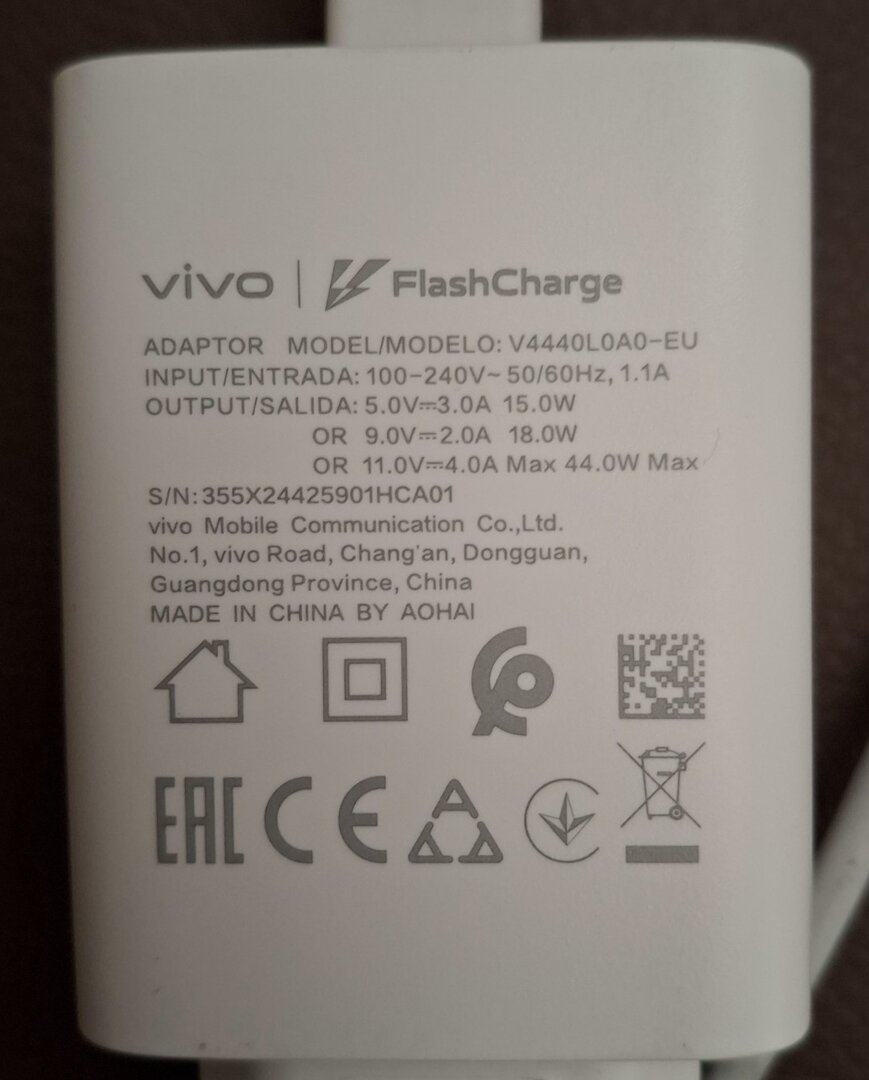 vivo | FlashCharge
ADAPTOR MODEL/MODELO: V4440L0A0-EU
INPUT/ENTRADA: 100-240V~ 50/60Hz, 1.1A
OUTPUT/SALIDA: 5.0V⎓3.0A 15.0W
OR 9.0V⎓2.0A 18.0W
OR 11.0V⎓4.0A Max 44.0W Max
S/N: 355X24425901HCA01
vivo Mobile Communication Co.,Ltd.
No.1, vivo Road, Chang'an, Dongguan,
Guangdong Province, China
MADE IN CHINA BY AOHAI
EAC CE